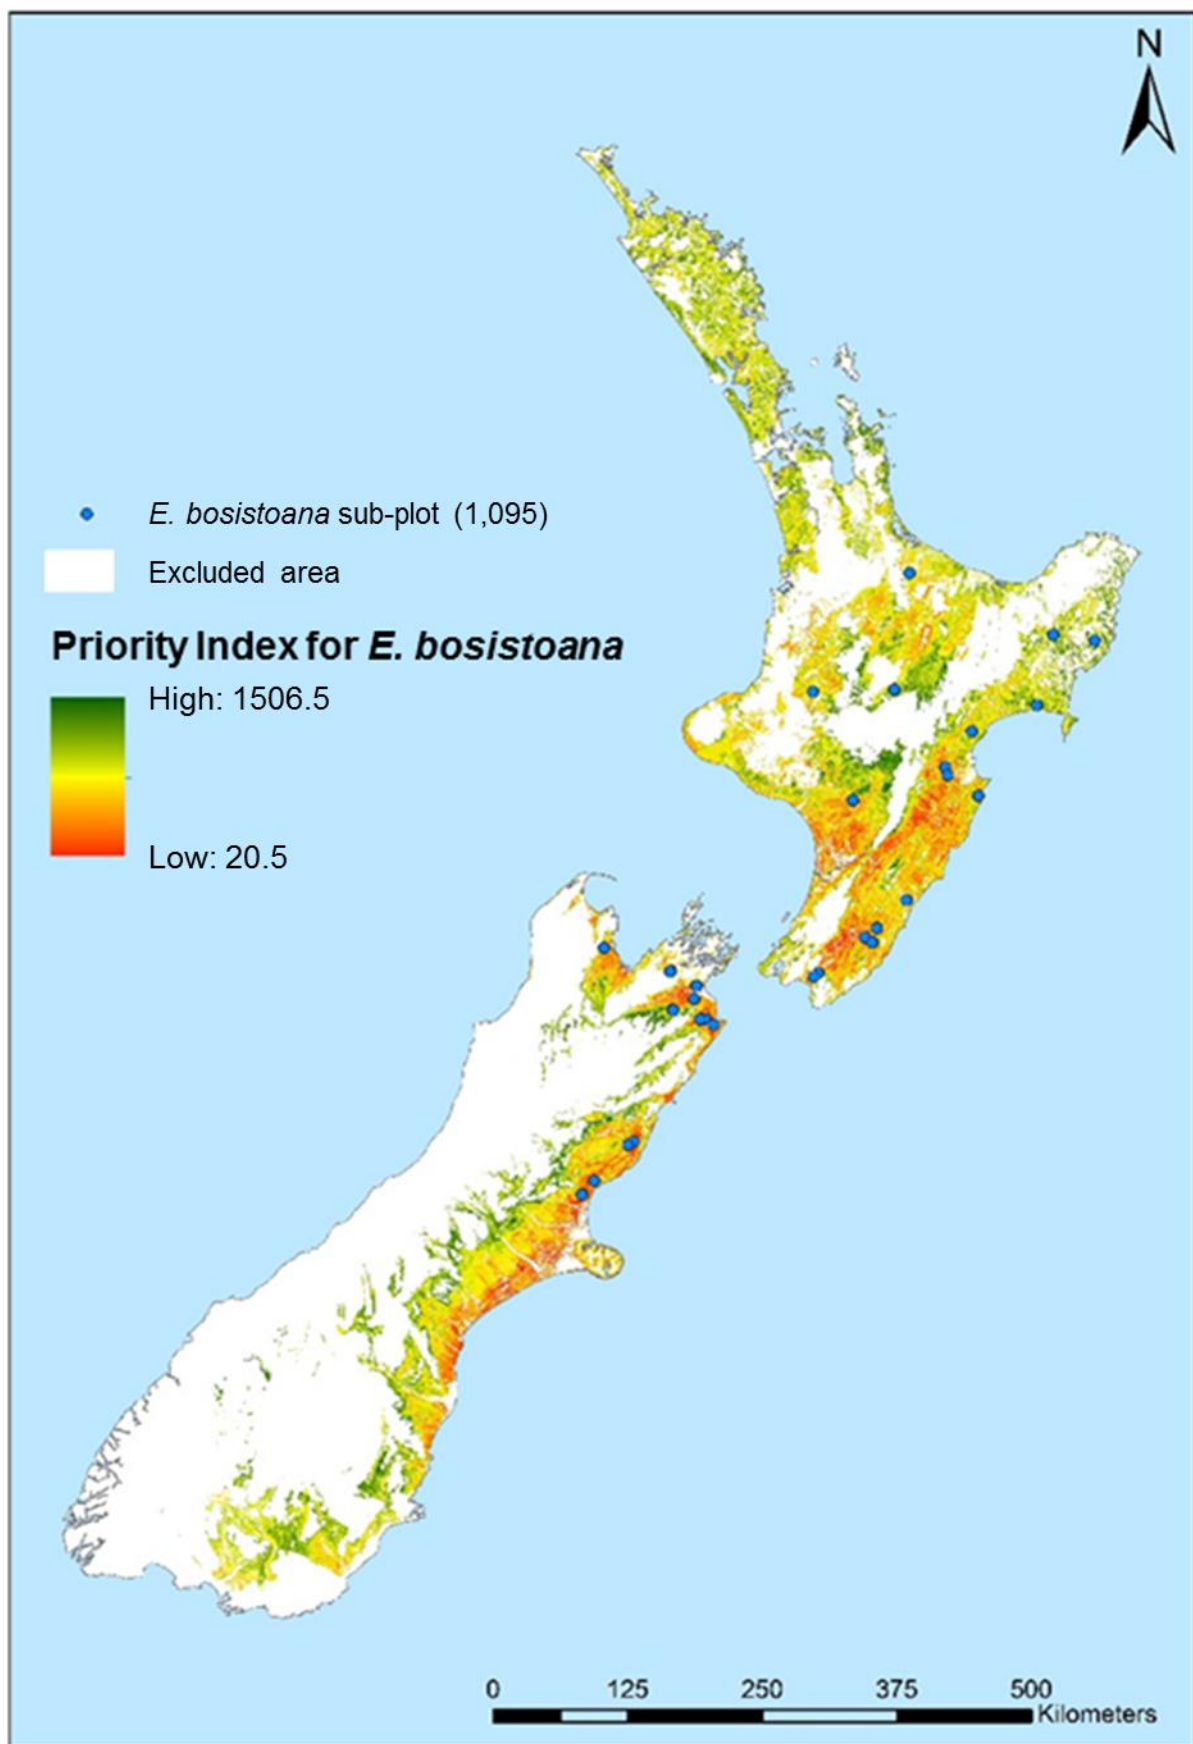 N
E. bosistoana sub-plot (1,095)
Excluded area
Priority Index for E. bosistoana
High: 1506.5
Low: 20.5
0 125 250 375 500
Kilometers